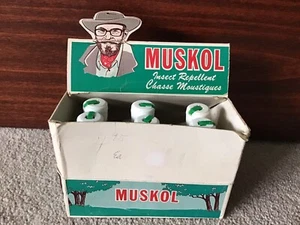 MUSKOL
Insect Repellent
Chasse Moustiques
MUSKOL